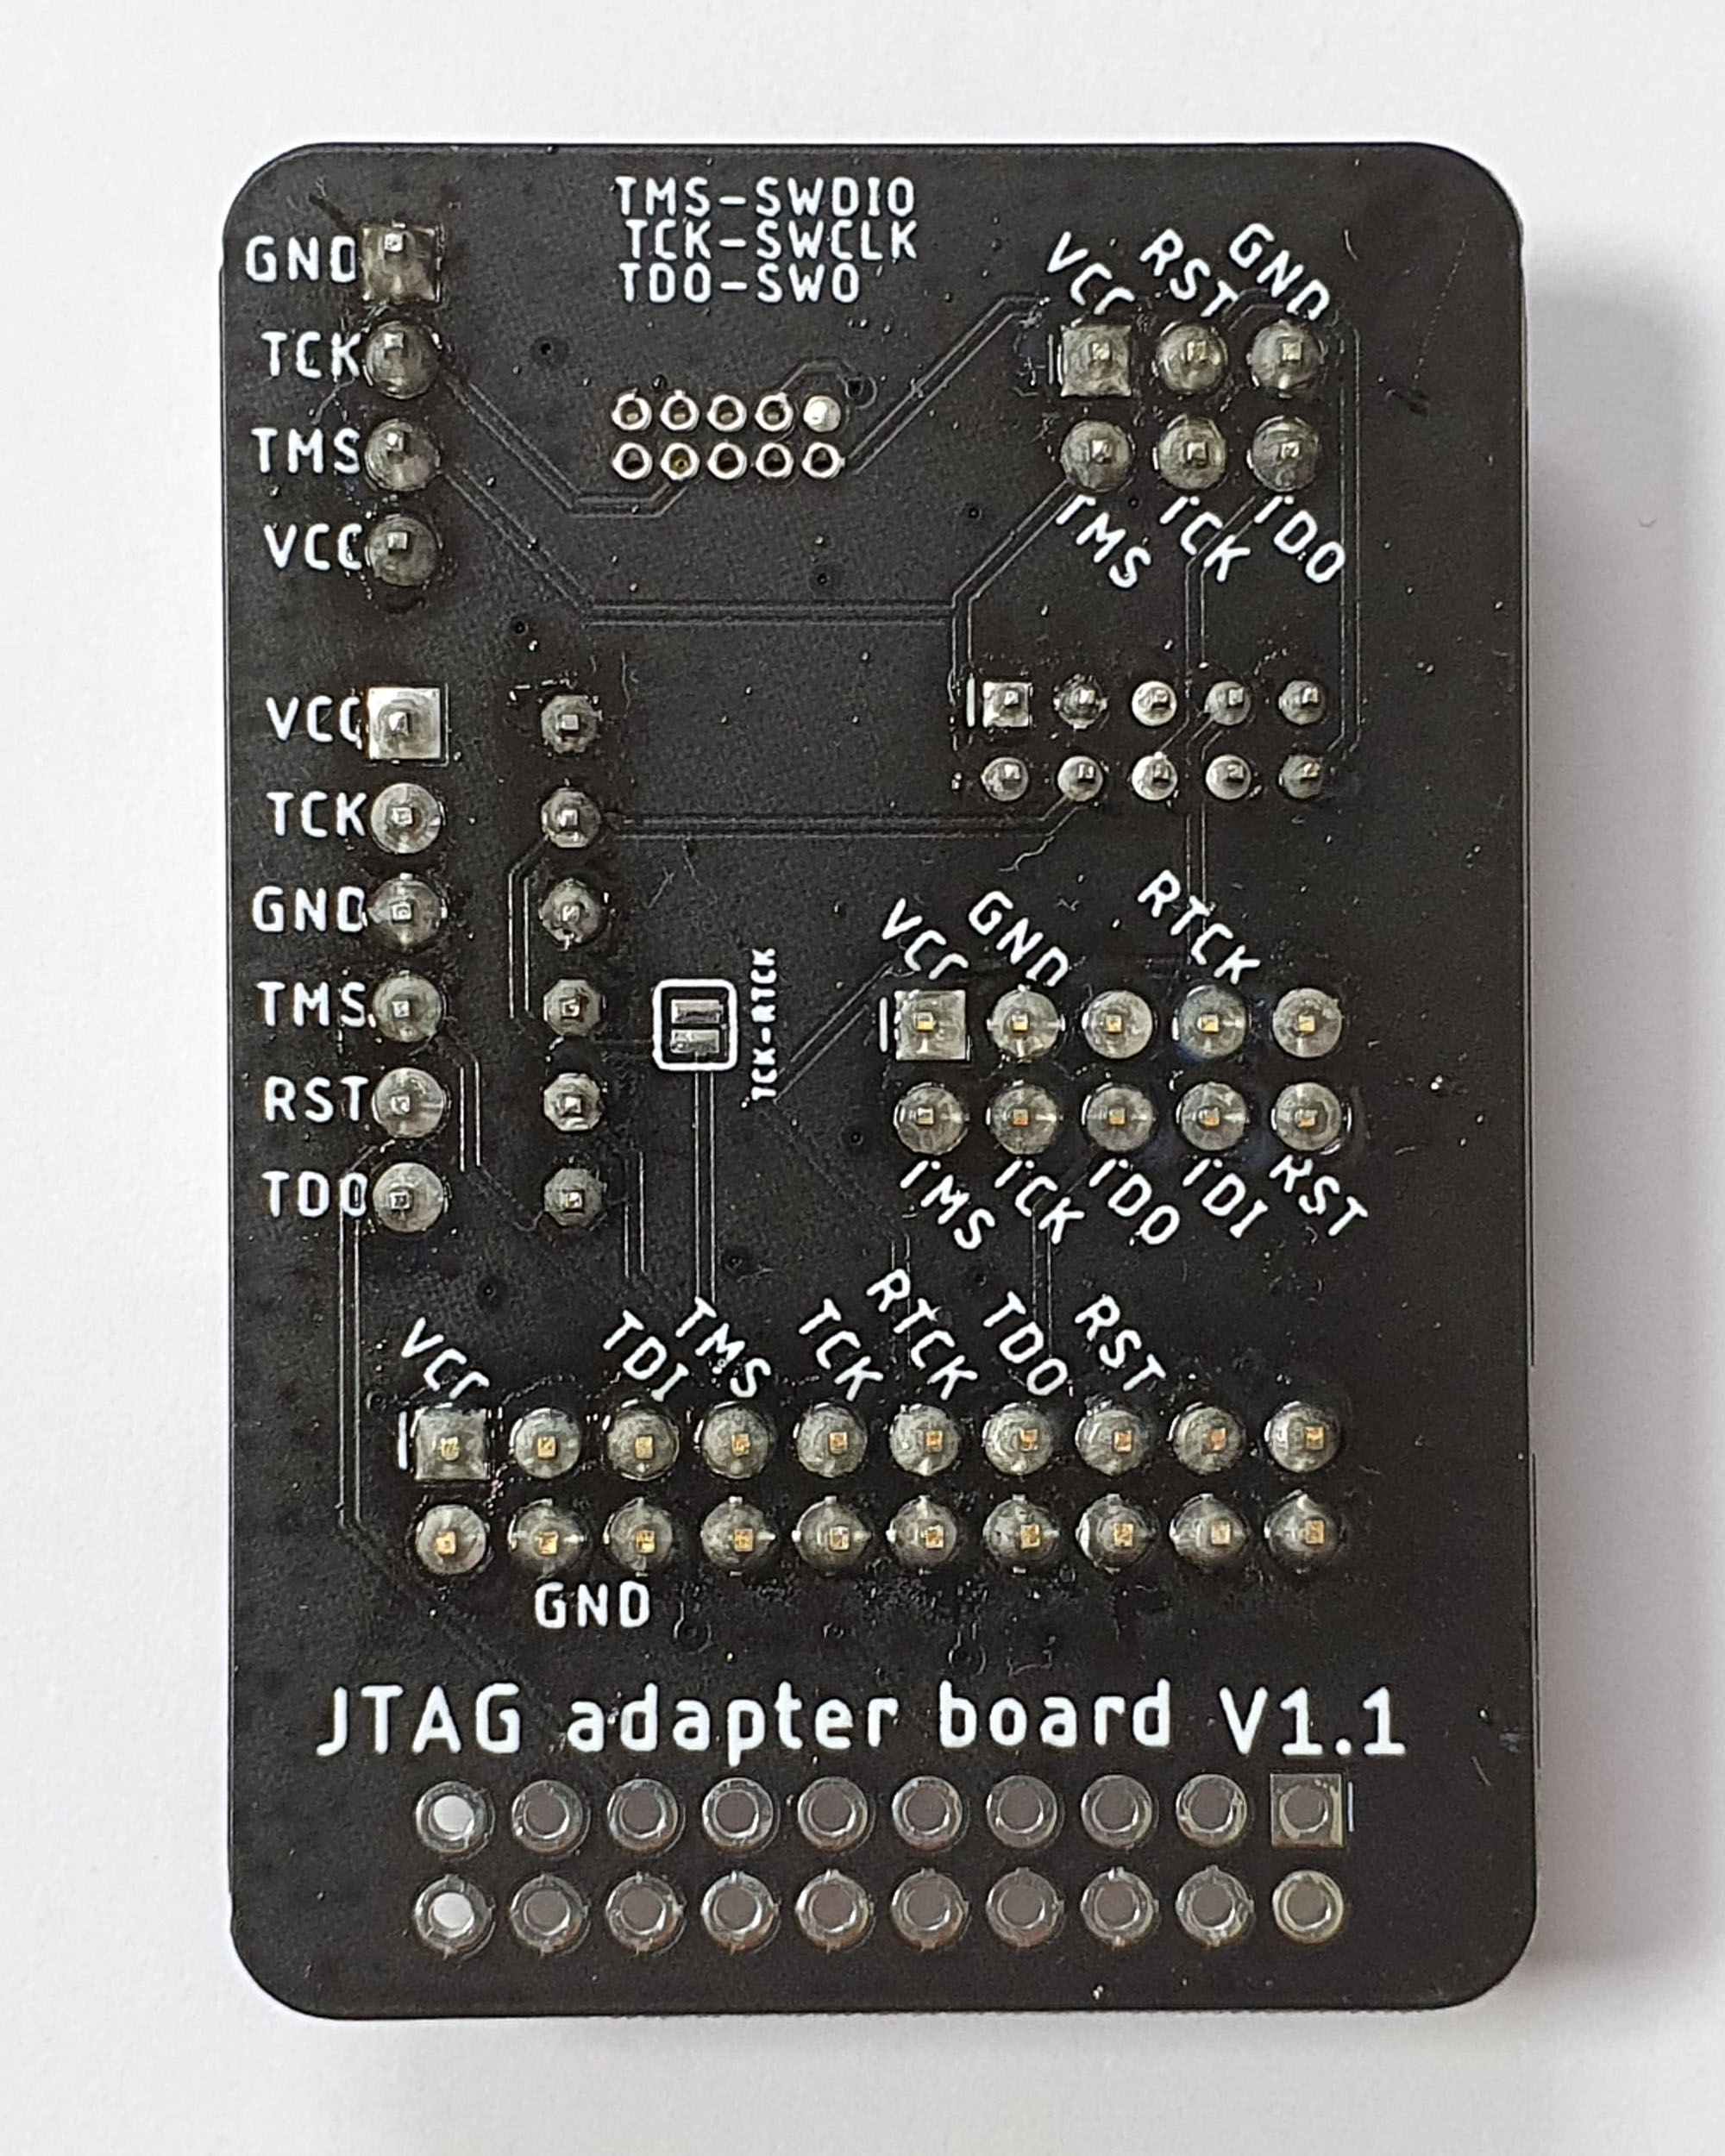 TMS-SWDIO
TCK-SWCLK
TDO-SWO
GND
TCK
TMS
VCC
VCC RST GND
TMS TCK TDO
VCC
TCK
GND
TMS
RST
TDO
TCK-RTCK
VCC GND RTCK
TMS TCK TDO TDI RST
VCC TDI TMS TCK RTCK TDO RST
GND
JTAG adapter board V1.1